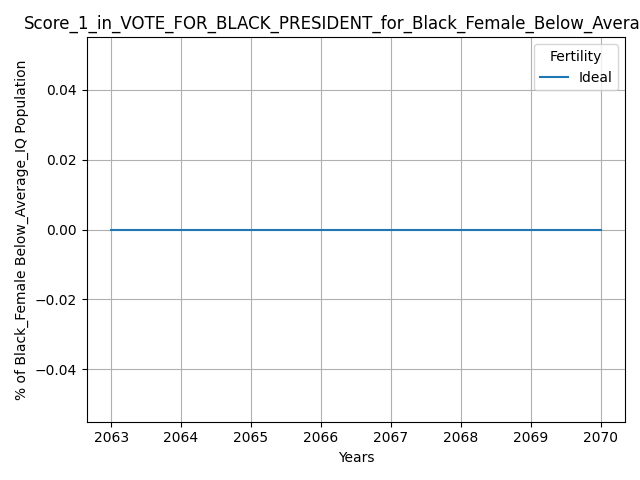 Score_1_in_VOTE_FOR_BLACK_PRESIDENT_for_Black_Female_Below_Avera
% of Black_Female Below_Average_IQ Population
Fertility
Ideal
0.04
0.02
0.00
−0.02
−0.04
2063 2064 2065 2066 2067 2068 2069 2070
Years